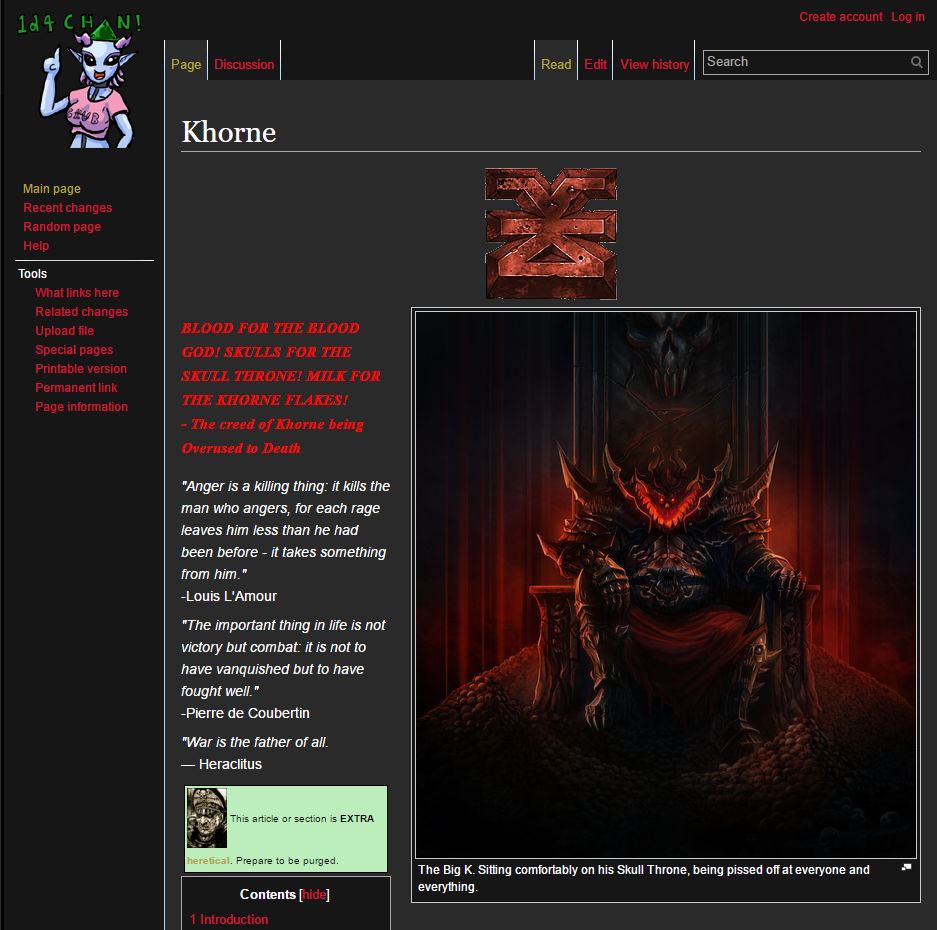 Create account Log in
1d4 CHAN!
SKUB
Page Discussion Read Edit View history Search
Main page
Recent changes
Random page
Help
Tools
What links here
Related changes
Upload file
Special pages
Printable version
Permanent link
Page information
Khorne
BLOOD FOR THE BLOOD
GOD! SKULLS FOR THE
SKULL THRONE! MILK FOR
THE KHORNE FLAKES!
- The creed of Khorne being
Overused to Death
"Anger is a killing thing: it kills the
man who angers, for each rage
leaves him less than he had
been before - it takes something
from him."
-Louis L'Amour
"The important thing in life is not
victory but combat: it is not to
have vanquished but to have
fought well."
-Pierre de Coubertin
"War is the father of all.
— Heraclitus
This article or section is EXTRA
heretical. Prepare to be purged.
Contents [hide]
1 Introduction
The Big K. Sitting comfortably on his Skull Throne, being pissed off at everyone and
everything.